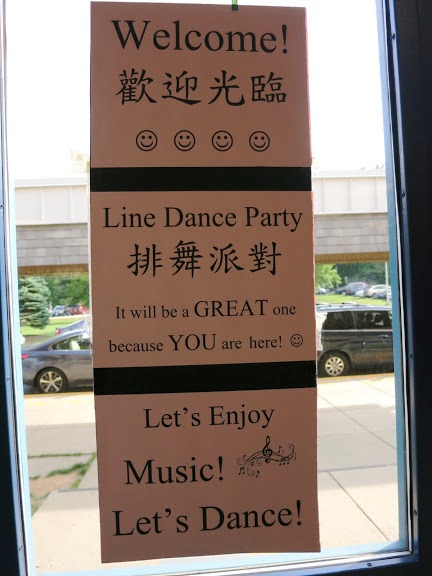 Welcome!
歡迎光臨
☺ ☺ ☺ ☺
Line Dance Party
排舞派對
It will be a GREAT one
because YOU are here! ☺
Let's Enjoy
Music!
Let's Dance!